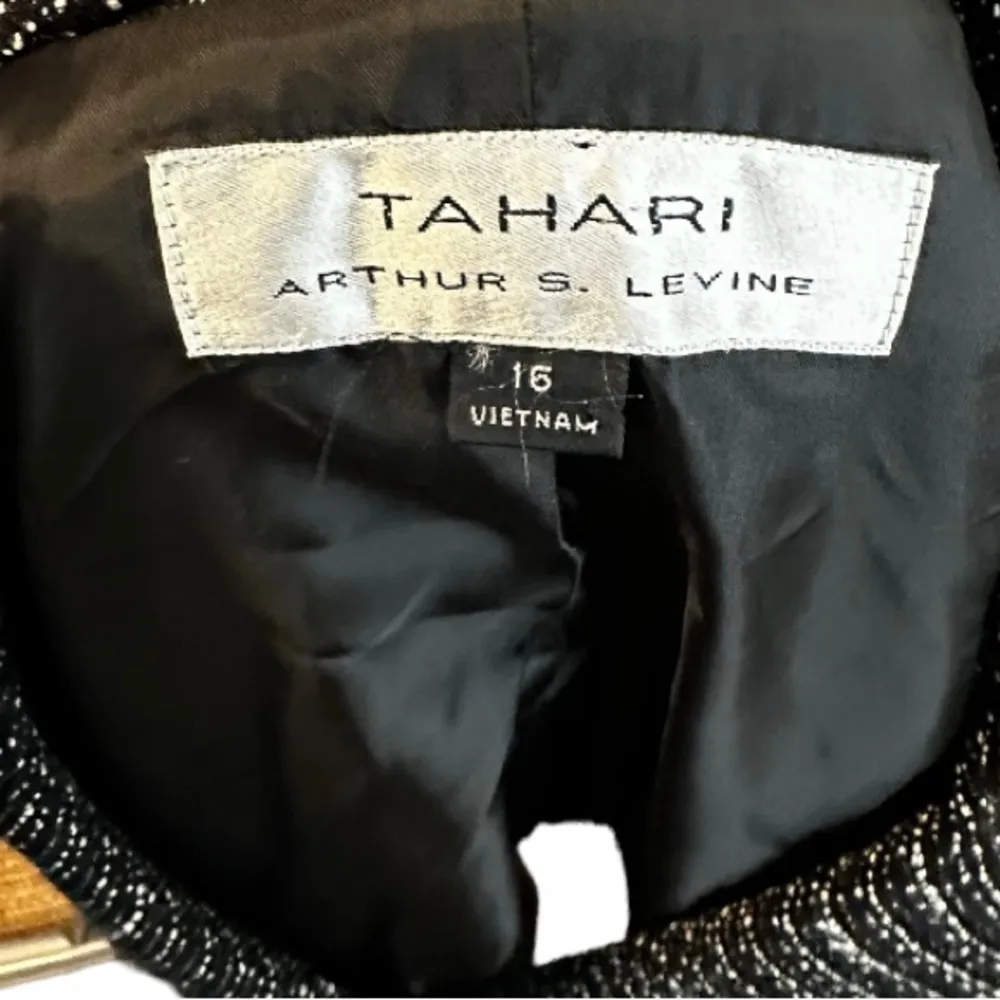 TAHARI
ARTHUR S. LEVINE
16
VIETNAM